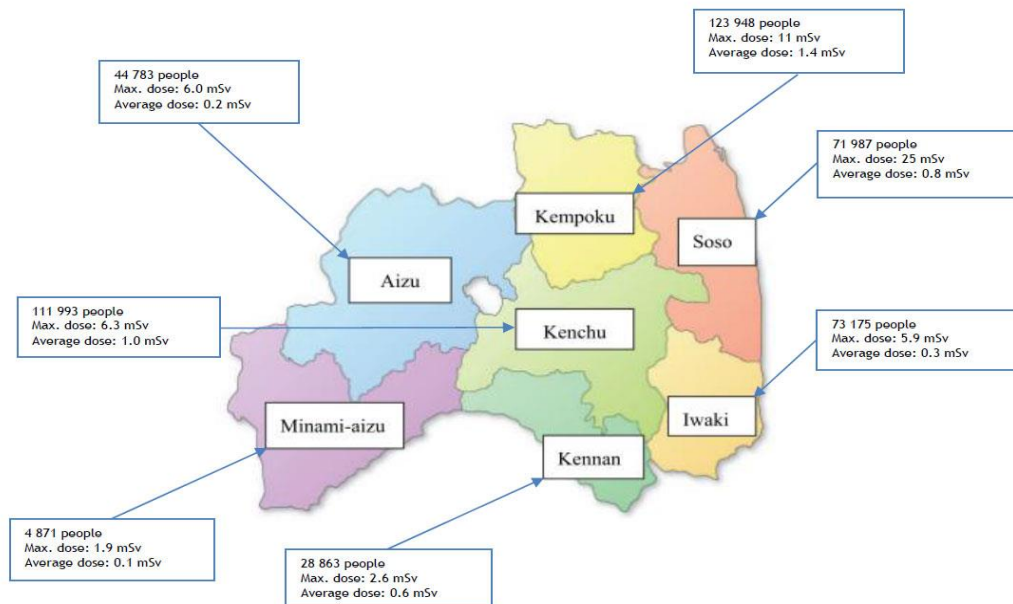 123 948 people
Max. dose: 11 mSv
Average dose: 1.4 mSv
44 783 people
Max. dose: 6.0 mSv
Average dose: 0.2 mSv
71 987 people
Max. dose: 25 mSv
Average dose: 0.8 mSv
Kempoku
Soso
Aizu
111 993 people
Max. dose: 6.3 mSv
Average dose: 1.0 mSv
Kenchu
73 175 people
Max. dose: 5.9 mSv
Average dose: 0.3 mSv
Minami-aizu
Iwaki
Kennan
4 871 people
Max. dose: 1.9 mSv
Average dose: 0.1 mSv
28 863 people
Max. dose: 2.6 mSv
Average dose: 0.6 mSv